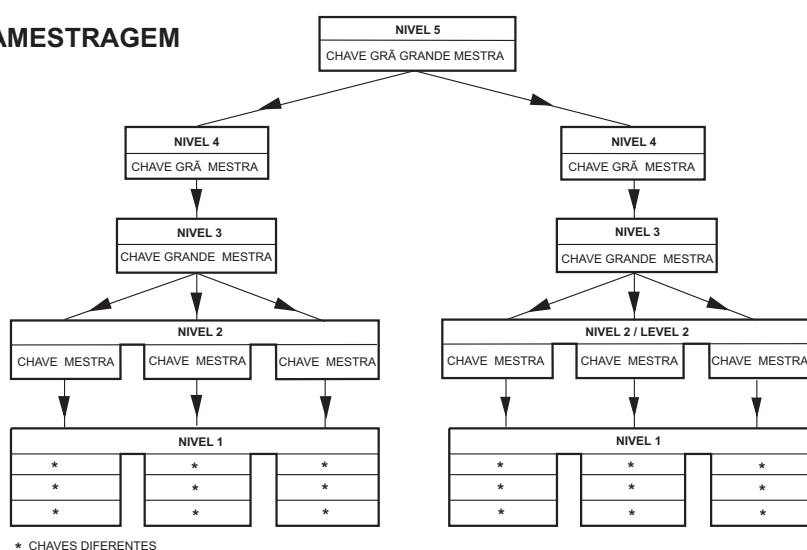 AMESTRAGEM
NIVEL 5
CHAVE GRÃ GRANDE MESTRA
NIVEL 4
CHAVE GRÃ MESTRA
NIVEL 4
CHAVE GRÃ MESTRA
NIVEL 3
CHAVE GRANDE MESTRA
NIVEL 3
CHAVE GRANDE MESTRA
NIVEL 2
CHAVE MESTRA CHAVE MESTRA CHAVE MESTRA
NIVEL 2 / LEVEL 2
CHAVE MESTRA CHAVE MESTRA CHAVE MESTRA
NIVEL 1
* * *
* * *
* * *
NIVEL 1
* * *
* * *
* * *
* CHAVES DIFERENTES